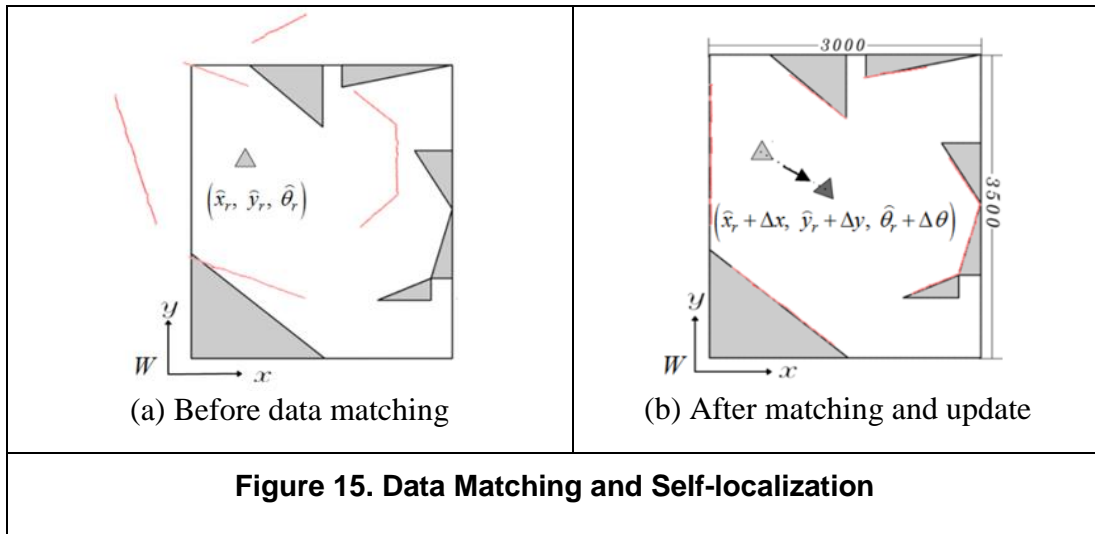 (x̂r, ŷr, θ̂r)
y
W
x
(a) Before data matching
3000
3500
(x̂r + Δx, ŷr + Δy, θ̂r + Δθ)
y
W
x
(b) After matching and update
Figure 15. Data Matching and Self-localization